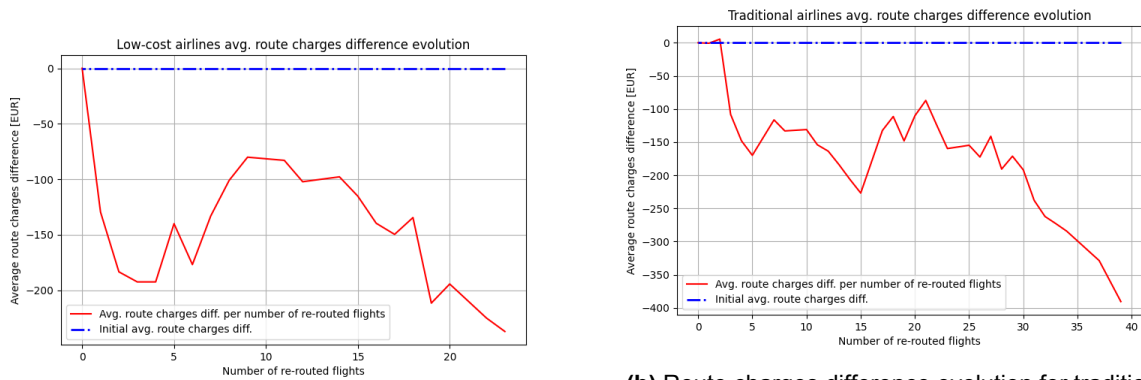 Low-cost airlines avg. route charges difference evolution
Average route charges difference [EUR]
0
−50
−100
−150
−200
Avg. route charges diff. per number of re-routed flights
Initial avg. route charges diff.
0 5 10 15 20
Number of re-routed flights
Traditional airlines avg. route charges difference evolution
Average route charges difference [EUR]
0
−50
−100
−150
−200
−250
−300
−350
−400
Avg. route charges diff. per number of re-routed flights
Initial avg. route charges diff.
0 5 10 15 20 25 30 35 40
Number of re-routed flights
(b) Route charges difference evolution for